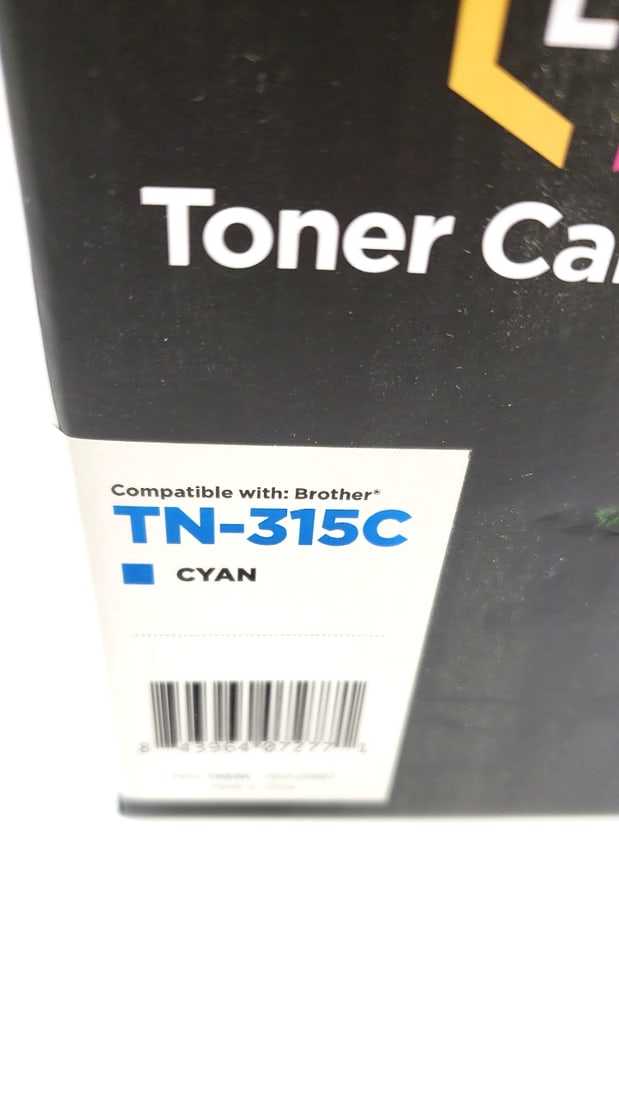 Toner Ca
Compatible with: Brother®
TN-315C
CYAN
8 43964 07277 1